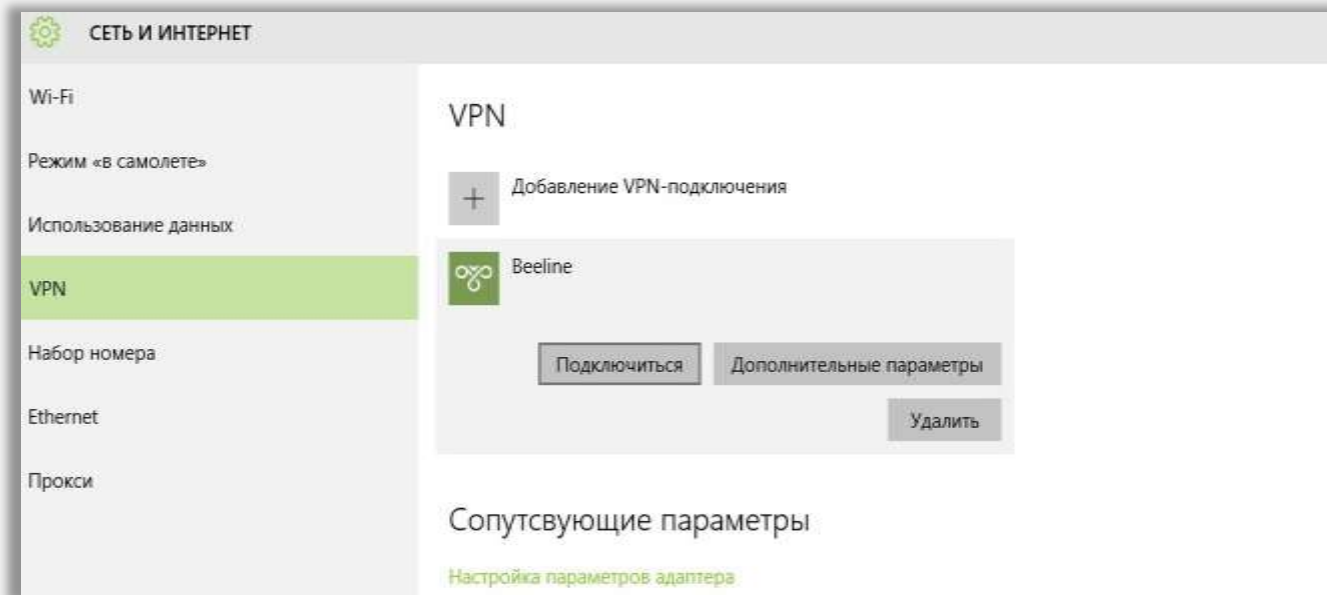 СЕТЬ И ИНТЕРНЕТ
Wi-Fi
Режим «в самолете»
Использование данных
VPN
Набор номера
Ethernet
Прокси
VPN
Добавление VPN-подключения
Beeline
Подключиться
Дополнительные параметры
Удалить
Сопутсвующие параметры
Настройка параметров адаптера